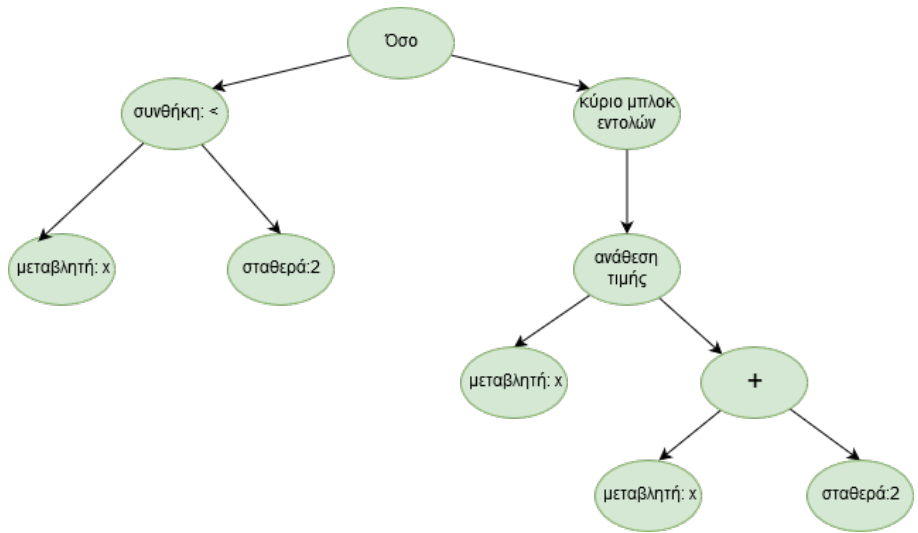 Όσο
συνθήκη: <
κύριο μπλοκ
εντολών
μεταβλητή: x
σταθερά:2
ανάθεση
τιμής
μεταβλητή: x
+
μεταβλητή: x
σταθερά:2